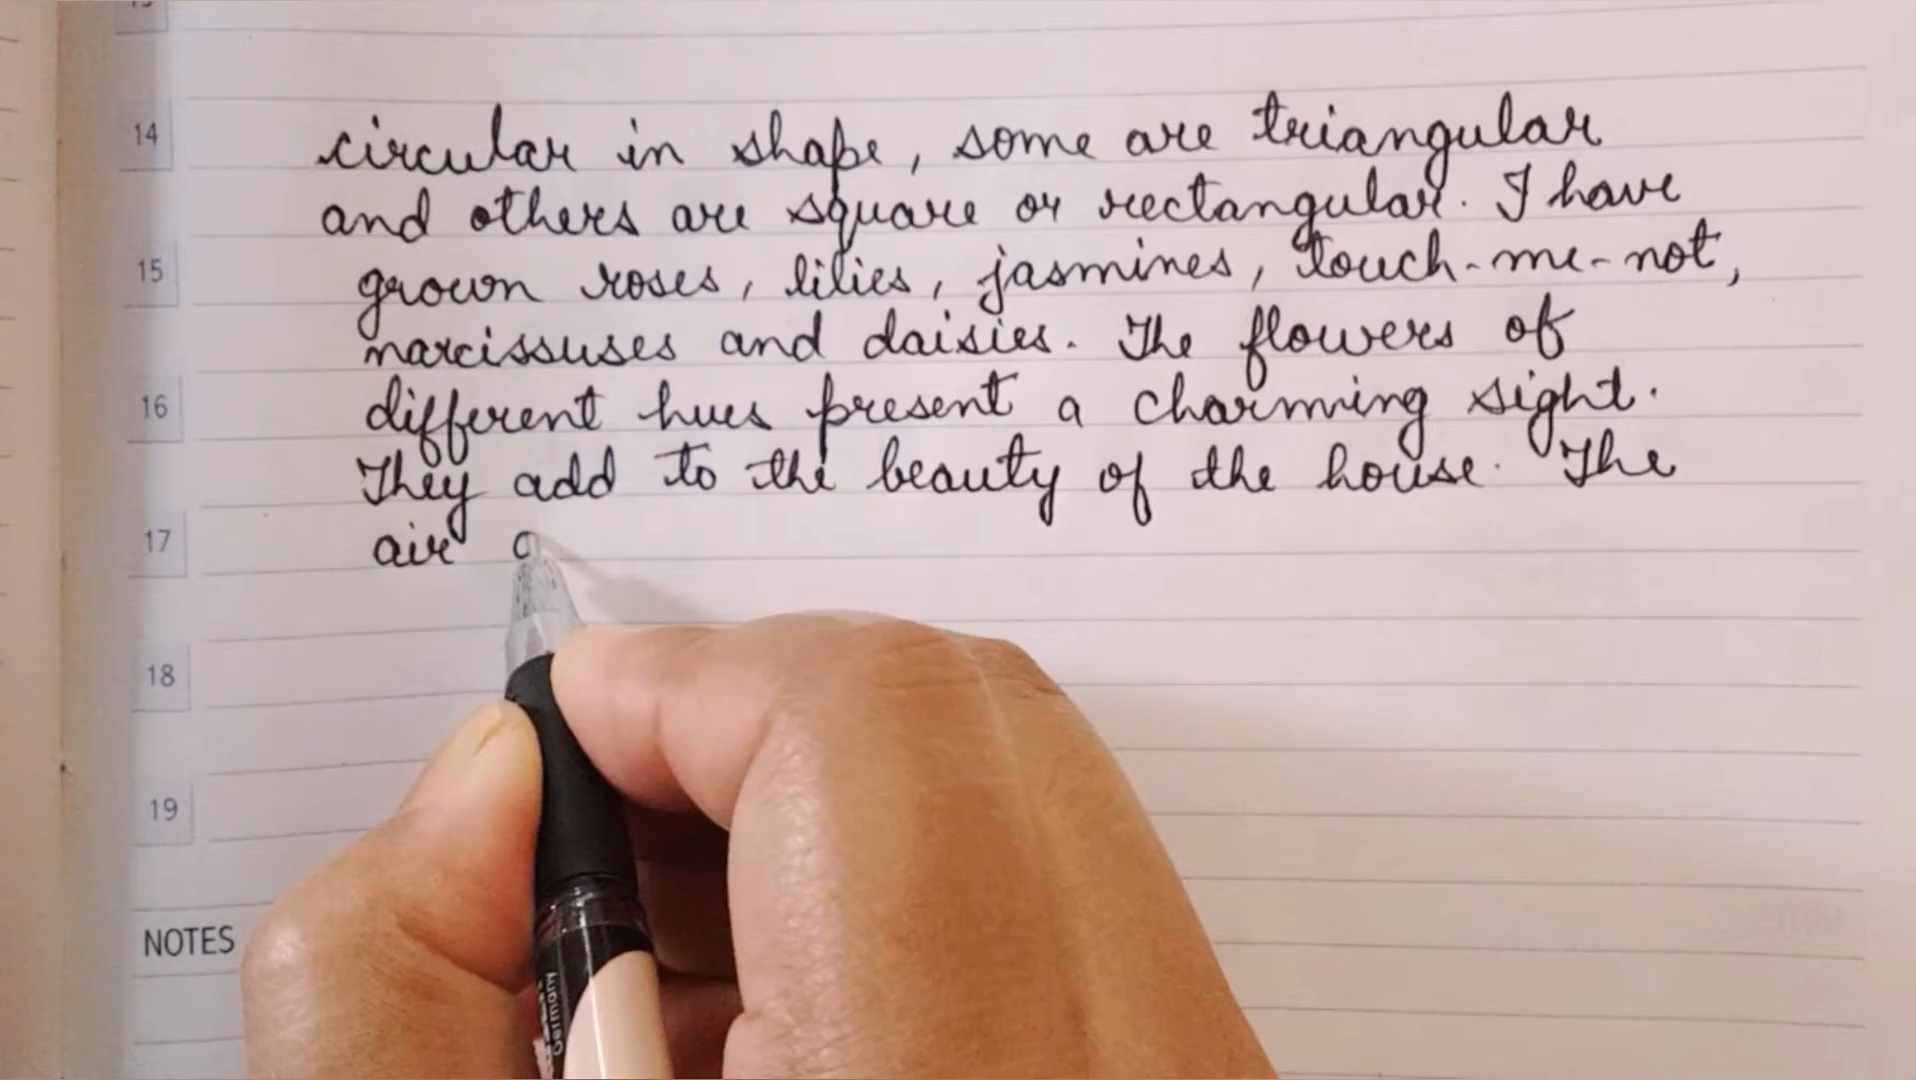 14
circular in shape, some are triangular
and others are square or rectangular. I have
15
grown roses, lilies, jasmines, touch-me-not,
narcissuses and daisies. The flowers of
16
different hues present a charming sight.
They add to the beauty of the house. The
17
air a
18
19
NOTES
Germany